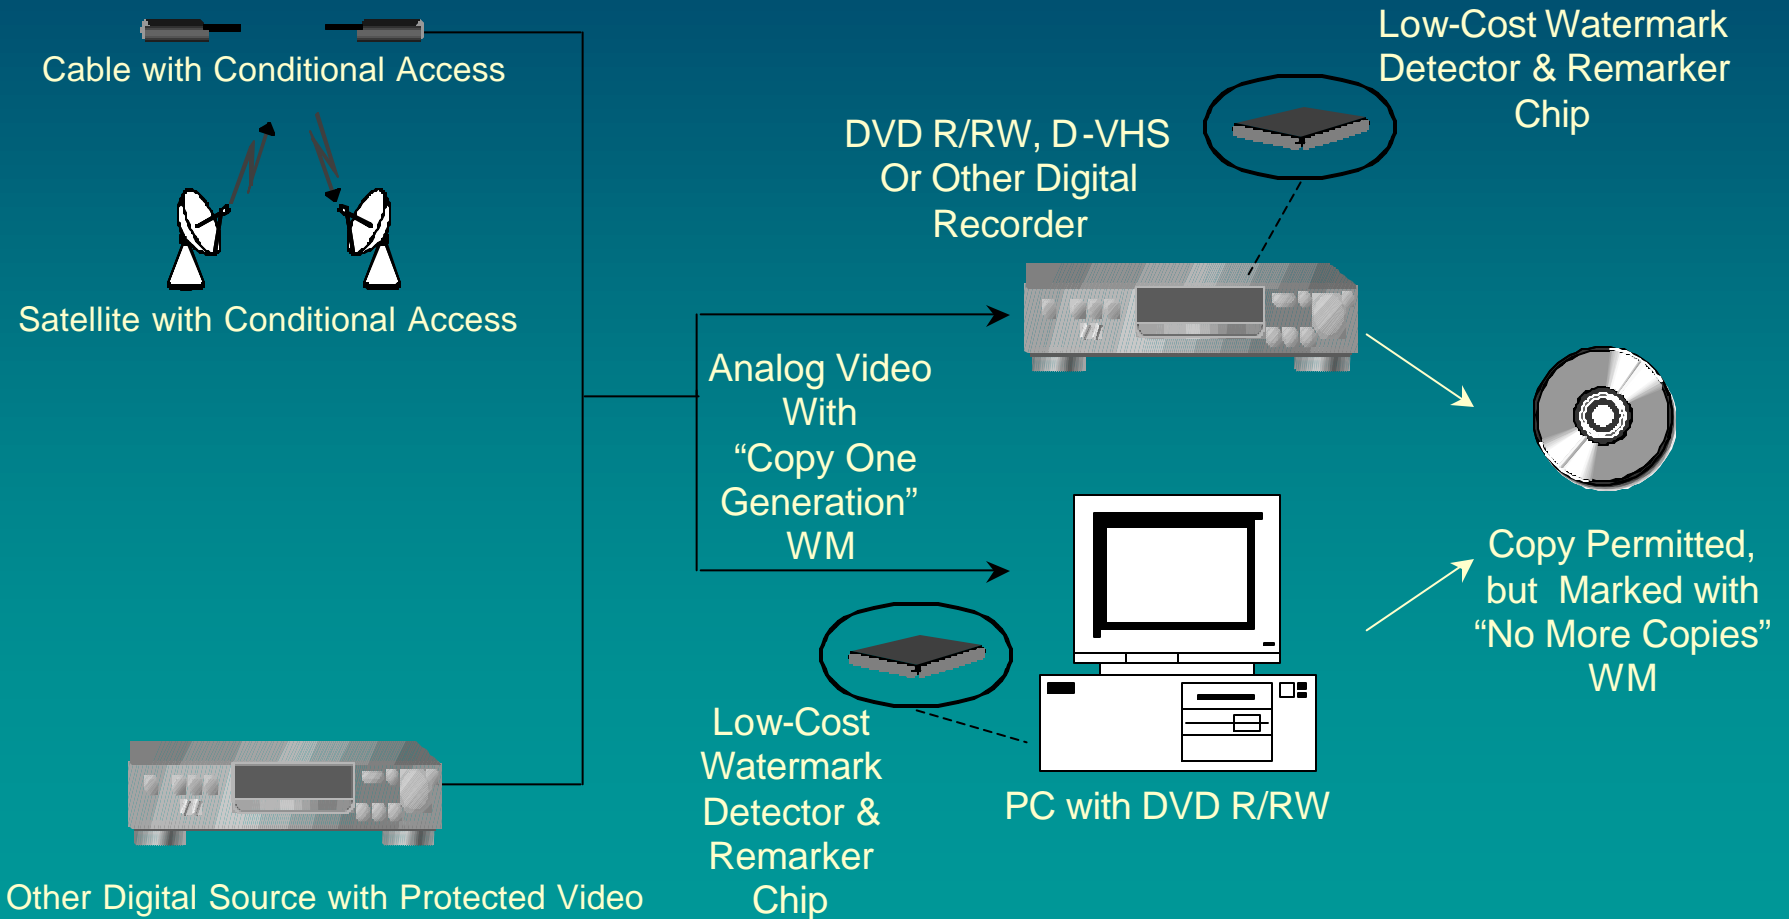 Cable with Conditional Access
Satellite with Conditional Access
Other Digital Source with Protected Video
Analog Video
With
“Copy One
Generation”
WM
DVD R/RW, D-VHS
Or Other Digital
Recorder
Low-Cost Watermark
Detector & Remarker
Chip
Low-Cost
Watermark
Detector &
Remarker
Chip
PC with DVD R/RW
Copy Permitted,
but Marked with
“No More Copies”
WM